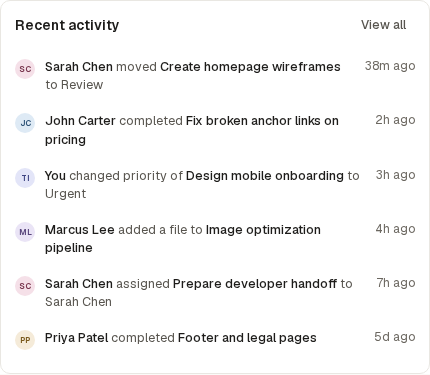 Recent activity
View all
SC
Sarah Chen moved Create homepage wireframes
38m ago
to Review
JC
John Carter completed Fix broken anchor links on
2h ago
pricing
TI
You changed priority of Design mobile onboarding to
3h ago
Urgent
ML
Marcus Lee added a file to Image optimization
4h ago
pipeline
SC
Sarah Chen assigned Prepare developer handoff to
7h ago
Sarah Chen
PP
Priya Patel completed Footer and legal pages
5d ago